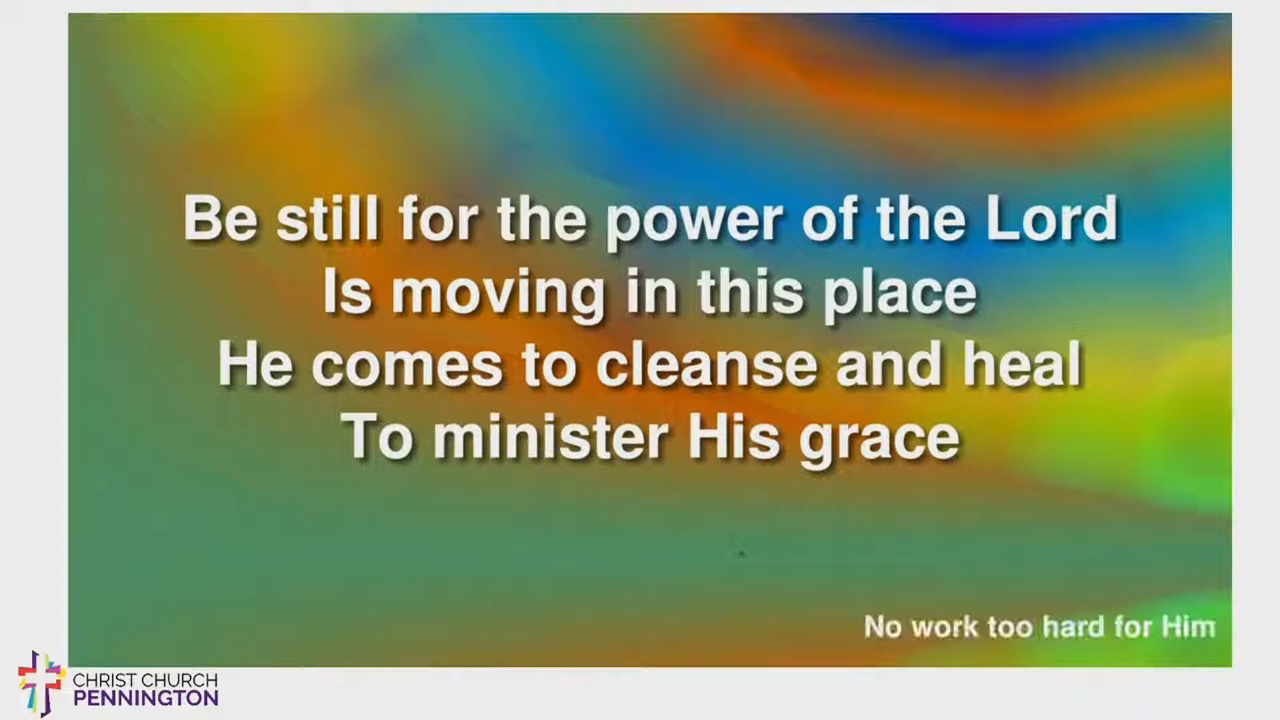 Be still for the power of the Lord
Is moving in this place
He comes to cleanse and heal
To minister His grace
No work too hard for Him
CHRIST CHURCH
PENNINGTON